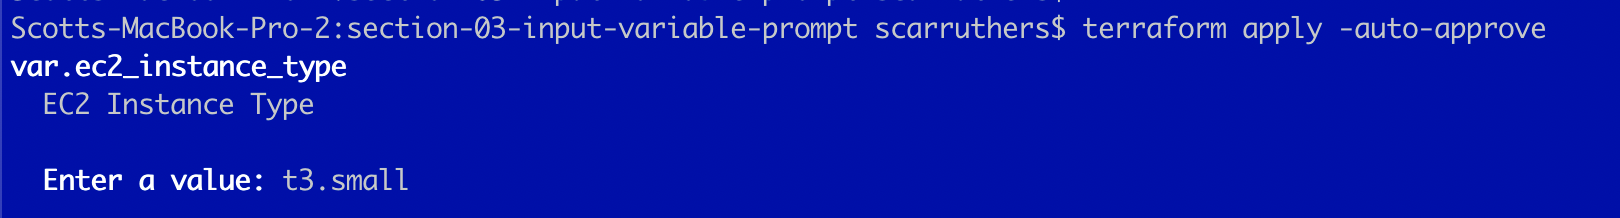 Scotts-MacBook-Pro-2:section-03-input-variable-prompt scarruthers$ terraform apply -auto-approve
var.ec2_instance_type
EC2 Instance Type
Enter a value: t3.small